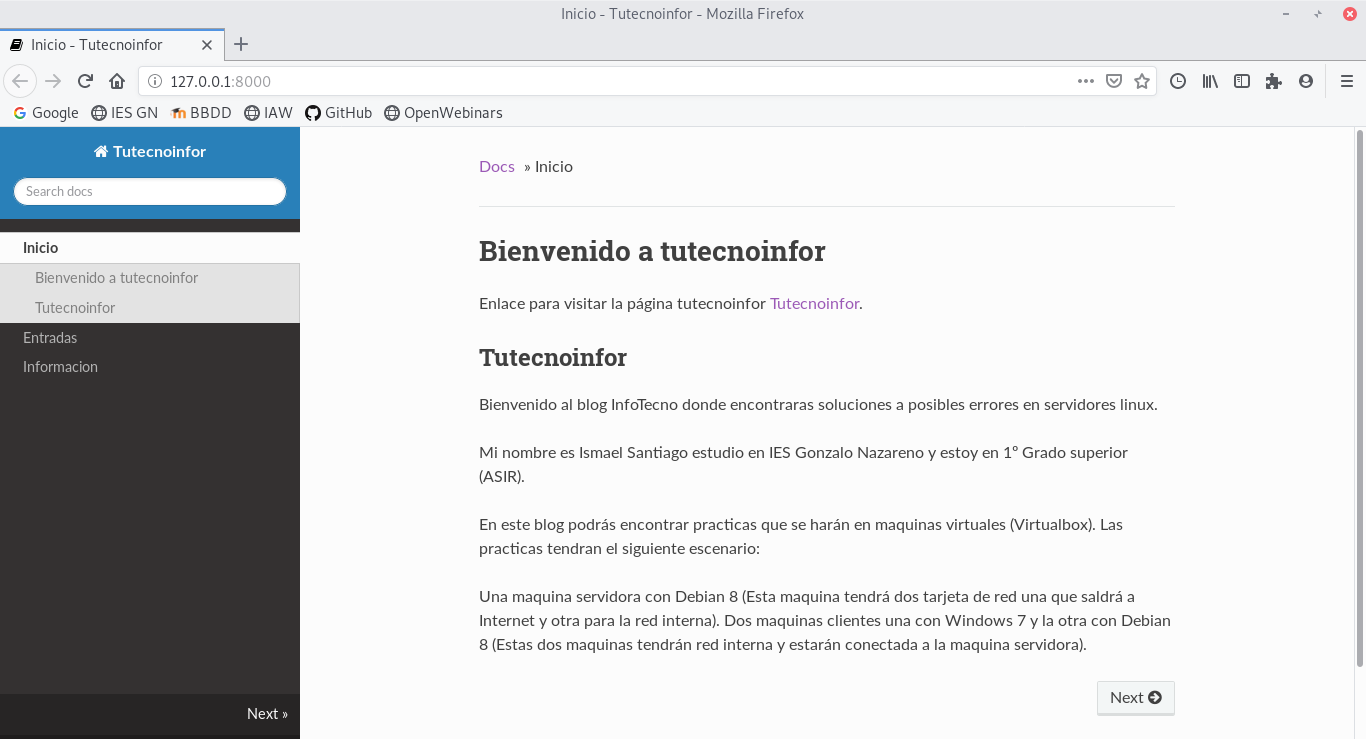 Inicio - Tutecnoinfor - Mozilla Firefox
Inicio - Tutecnoinfor
127.0.0.1:8000
Google IES GN BBDD IAW GitHub OpenWebinars
Tutecnoinfor
Search docs
Inicio
Bienvenido a tutecnoinfor
Tutecnoinfor
Entradas
Informacion
Next »
Docs » Inicio
Bienvenido a tutecnoinfor
Enlace para visitar la página tutecnoinfor Tutecnoinfor.
Tutecnoinfor
Bienvenido al blog InfoTecno donde encontraras soluciones a posibles errores en servidores linux.
Mi nombre es Ismael Santiago estudio en IES Gonzalo Nazareno y estoy en 1º Grado superior
(ASIR).
En este blog podrás encontrar practicas que se harán en maquinas virtuales (Virtualbox). Las
practicas tendran el siguiente escenario:
Una maquina servidora con Debian 8 (Esta maquina tendrá dos tarjeta de red una que saldrá a
Internet y otra para la red interna). Dos maquinas clientes una con Windows 7 y la otra con Debian
8 (Estas dos maquinas tendrán red interna y estarán conectada a la maquina servidora).
Next